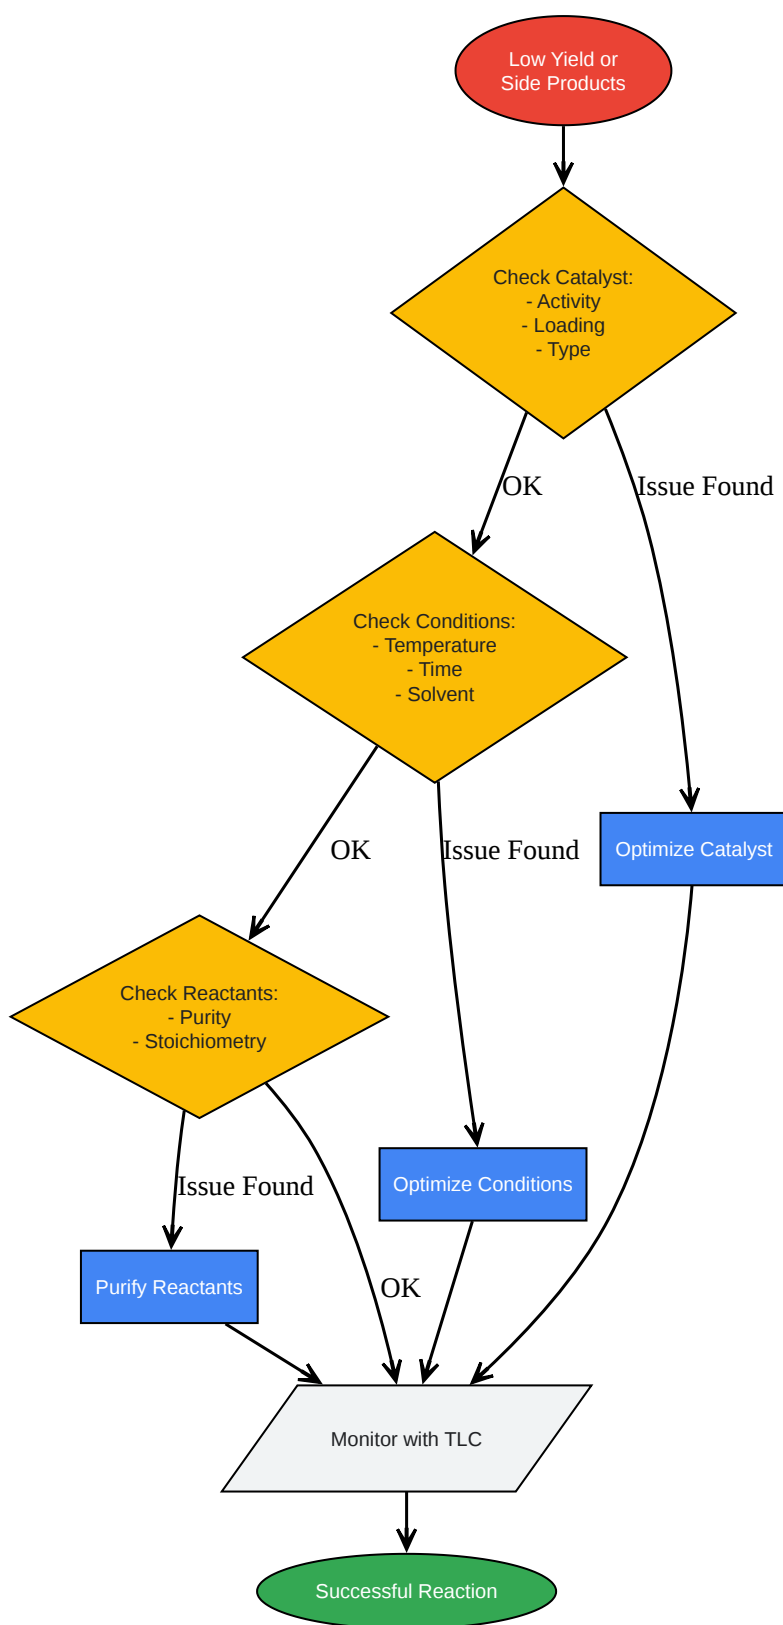 Low Yield or
Side Products
Check Catalyst:
- Activity
- Loading
- Type
OK
Issue Found
Check Conditions:
- Temperature
- Time
- Solvent
OK
Issue Found
Optimize Catalyst
Check Reactants:
- Purity
- Stoichiometry
Issue Found
Optimize Conditions
Purify Reactants
OK
Monitor with TLC
Successful Reaction